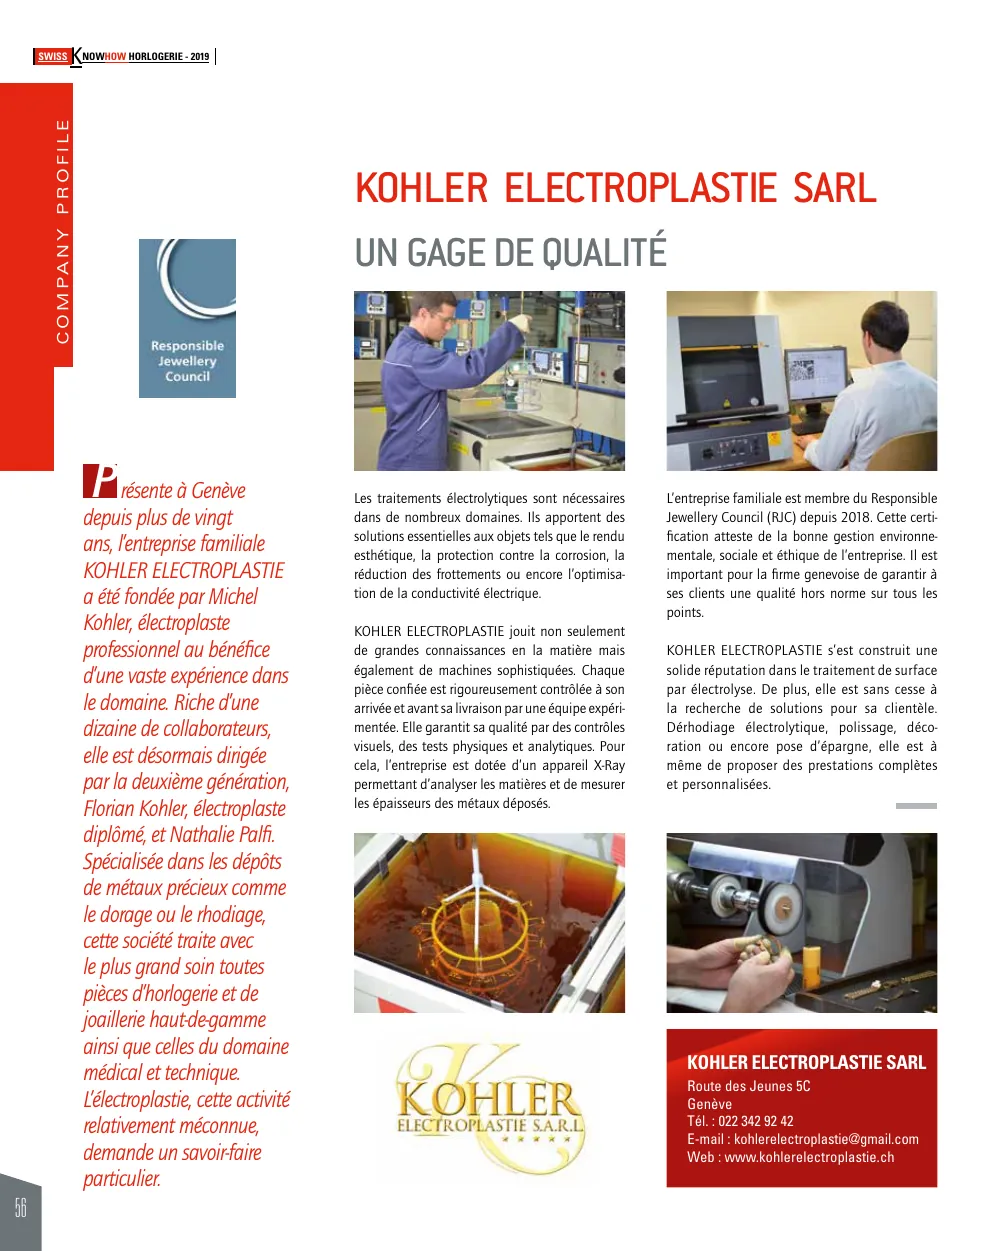 SWISS KNOWHOW HORLOGERIE - 2019
COMPANY PROFILE
KOHLER ELECTROPLASTIE SARL
UN GAGE DE QUALITÉ
Responsible
Jewellery
Council
Présente à Genève
depuis plus de vingt
ans, l’entreprise familiale
KOHLER ELECTROPLASTIE
a été fondée par Michel
Kohler, électroplaste
professionnel au bénéfice
d’une vaste expérience dans
le domaine. Riche d’une
dizaine de collaborateurs,
elle est désormais dirigée
par la deuxième génération,
Florian Kohler, électroplaste
diplômé, et Nathalie Palfi.
Spécialisée dans les dépôts
de métaux précieux comme
le dorage ou le rhodiage,
cette société traite avec
le plus grand soin toutes
pièces d’horlogerie et de
joaillerie haut-de-gamme
ainsi que celles du domaine
médical et technique.
L’électroplastie, cette activité
relativement méconnue,
demande un savoir-faire
particulier.
Les traitements électrolytiques sont nécessaires
dans de nombreux domaines. Ils apportent des
solutions essentielles aux objets tels que le rendu
esthétique, la protection contre la corrosion, la
réduction des frottements ou encore l’optimisa-
tion de la conductivité électrique.
KOHLER ELECTROPLASTIE jouit non seulement
de grandes connaissances en la matière mais
également de machines sophistiquées. Chaque
pièce confiée est rigoureusement contrôlée à son
arrivée et avant sa livraison par une équipe expéri-
mentée. Elle garantit sa qualité par des contrôles
visuels, des tests physiques et analytiques. Pour
cela, l’entreprise est dotée d’un appareil X-Ray
permettant d’analyser les matières et de mesurer
les épaisseurs des métaux déposés.
L’entreprise familiale est membre du Responsible
Jewellery Council (RJC) depuis 2018. Cette certi-
fication atteste de la bonne gestion environne-
mentale, sociale et éthique de l’entreprise. Il est
important pour la firme genevoise de garantir à
ses clients une qualité hors norme sur tous les
points.
KOHLER ELECTROPLASTIE s’est construit une
solide réputation dans le traitement de surface
par électrolyse. De plus, elle est sans cesse à
la recherche de solutions pour sa clientèle.
Dérhodiage électrolytique, polissage, déco-
ration ou encore pose d’épargne, elle est à
même de proposer des prestations complètes
et personnalisées.
KOHLER
ELECTROPLASTIE S.A.R.L
KOHLER ELECTROPLASTIE SARL
Route des Jeunes 5C
Genève
Tél. : 022 342 92 42
E-mail : kohlerelectroplastie@gmail.com
Web : www.kohlerelectroplastie.ch
56